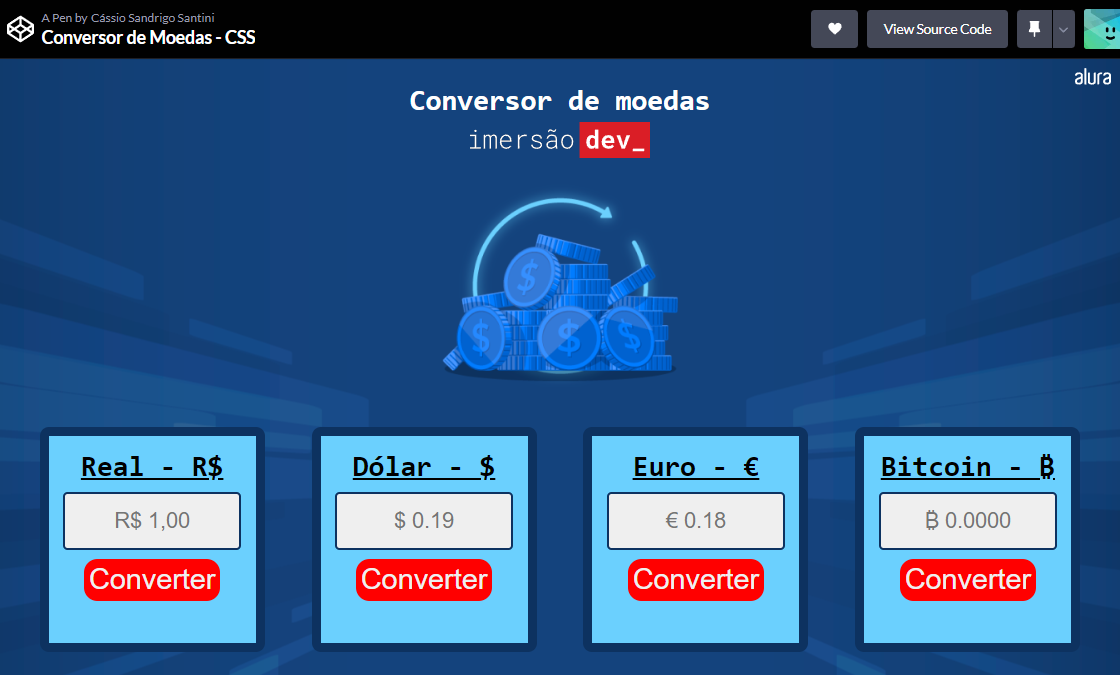 A Pen by Cássio Sandrigo Santini
Conversor de Moedas - CSS
View Source Code
alura
Conversor de moedas
imersão dev_
$
$ $ $
Real - R$
R$ 1,00
Converter
Dólar - $
$ 0.19
Converter
Euro - €
€ 0.18
Converter
Bitcoin - ₿
₿ 0.0000
Converter